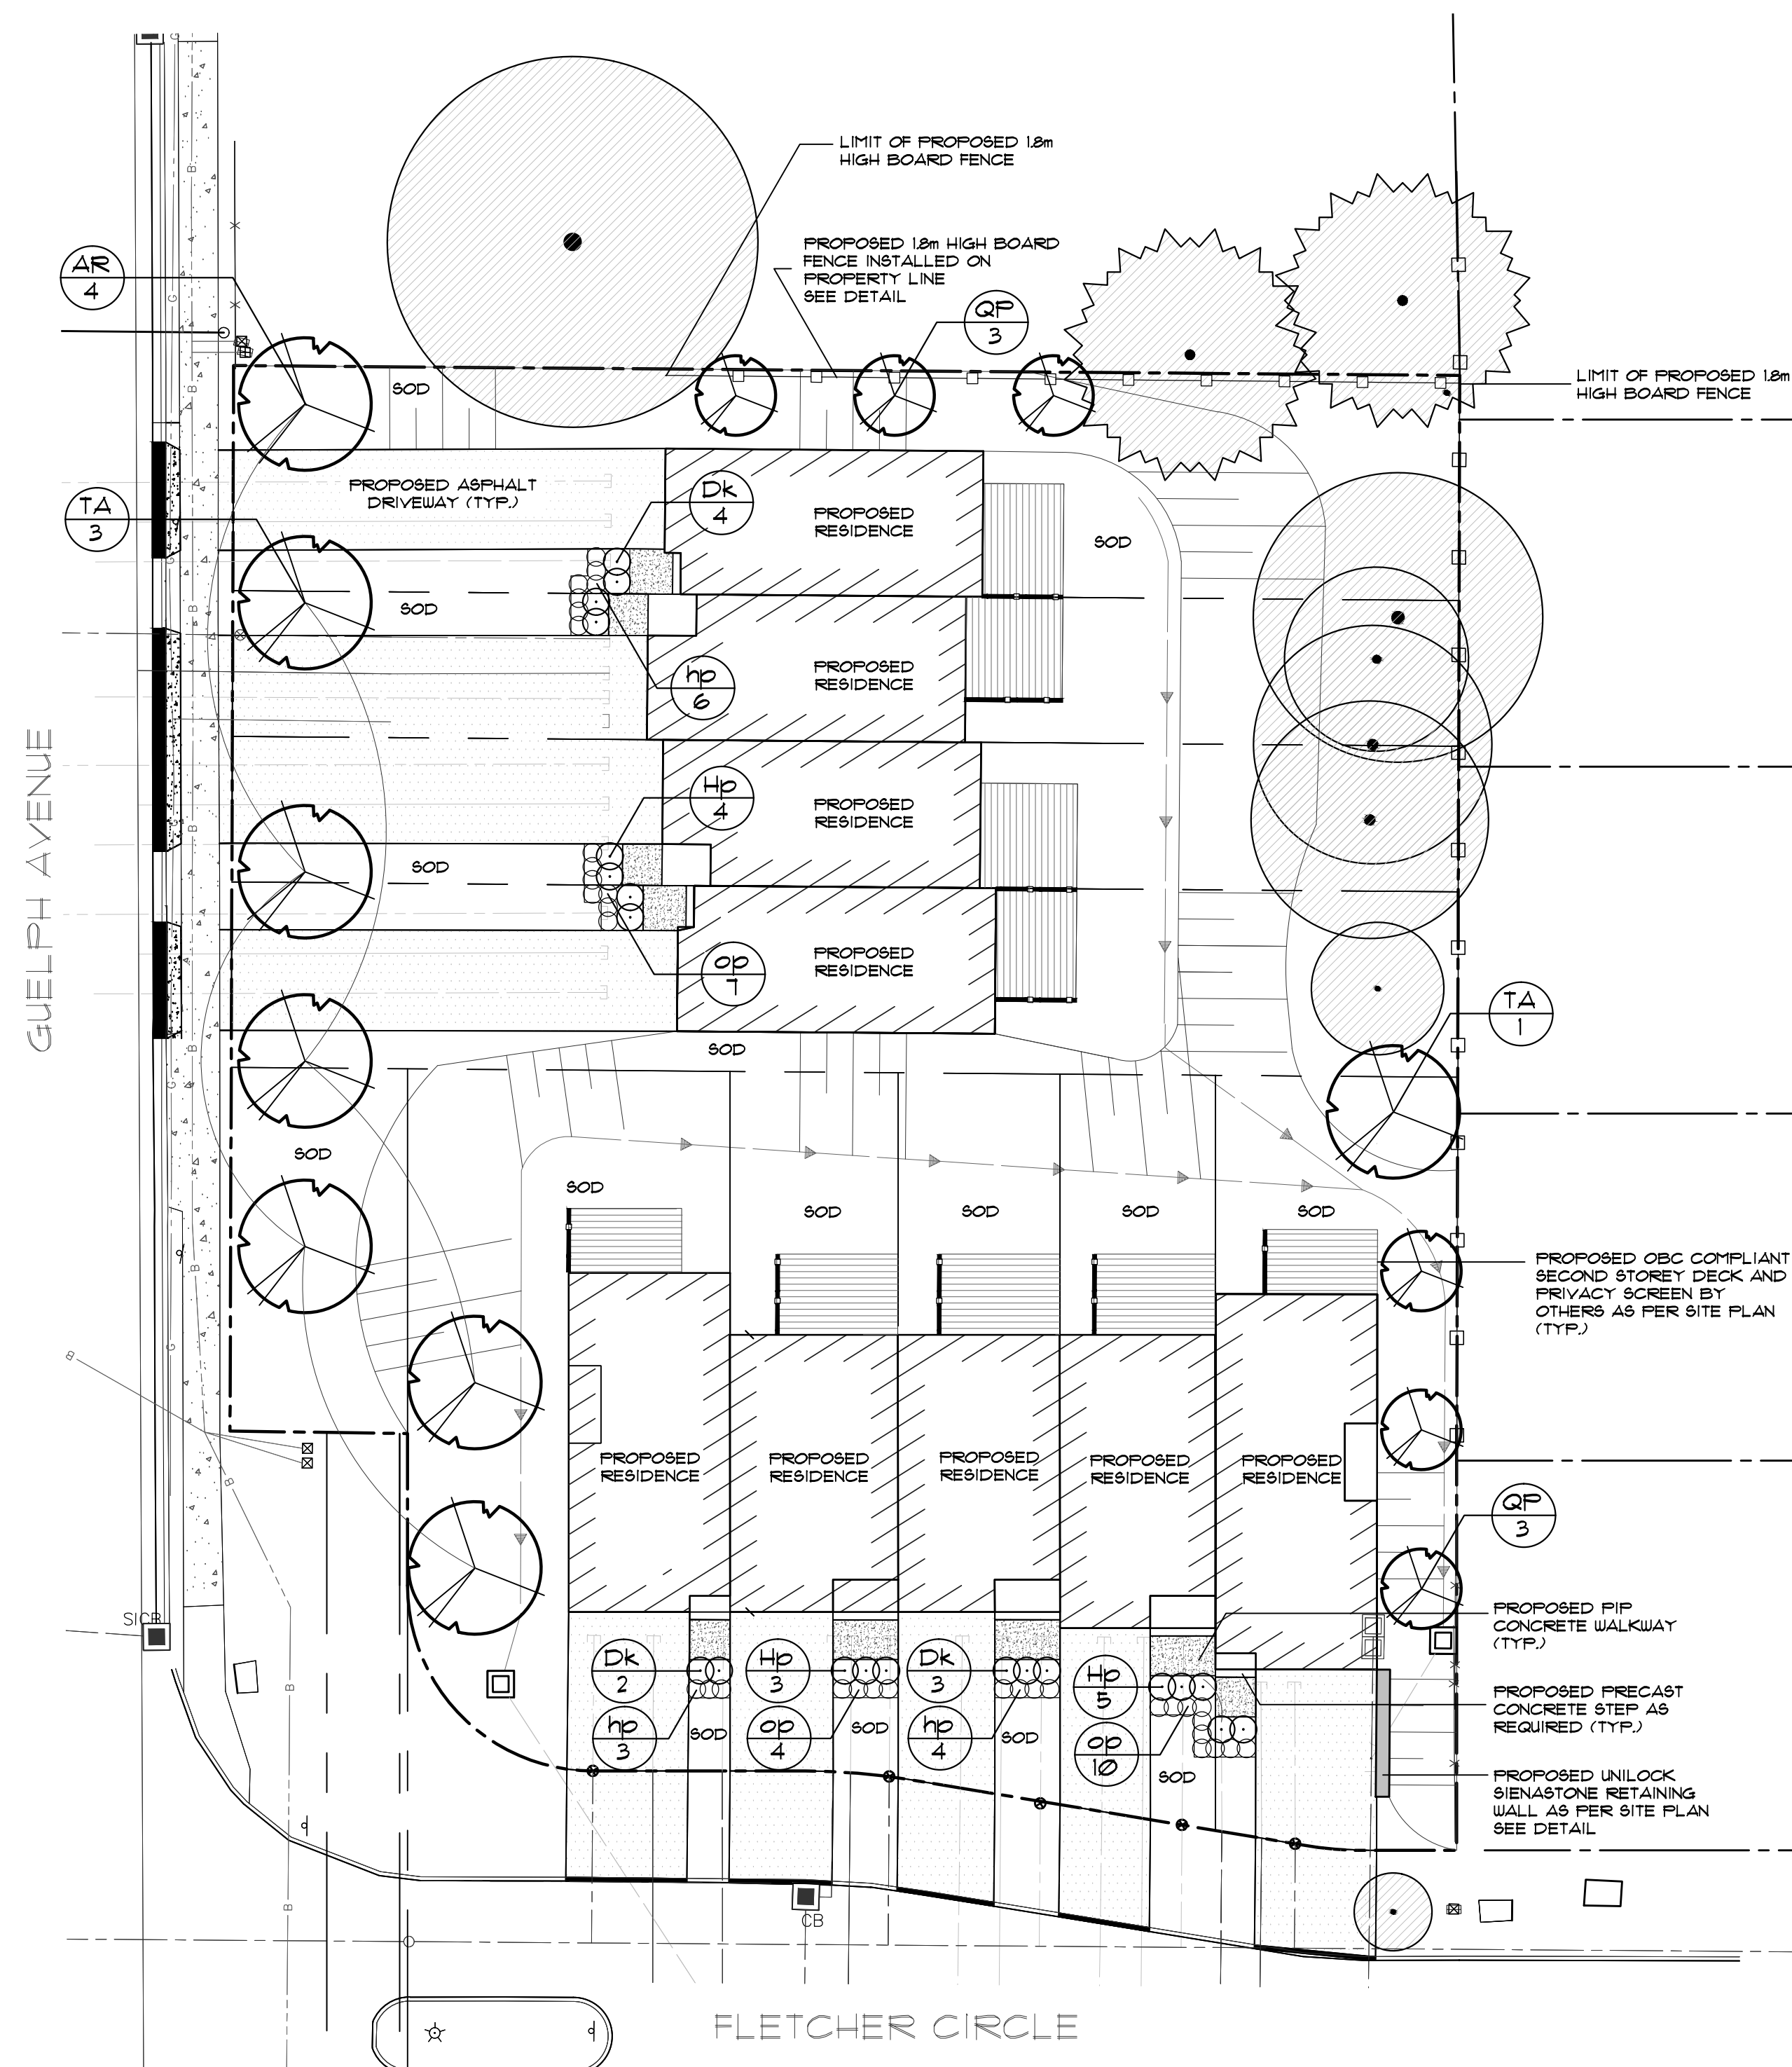 LIMIT OF PROPOSED 1.8m
HIGH BOARD FENCE
PROPOSED 1.8m HIGH BOARD
FENCE INSTALLED ON
PROPERTY LINE
SEE DETAIL
AR
4
QP
3
LIMIT OF PROPOSED 1.8m
HIGH BOARD FENCE
SOD
TA
3
PROPOSED ASPHALT
DRIVEWAY (TYP.)
Dk
4
PROPOSED
RESIDENCE
SOD
SOD
hp
6
PROPOSED
RESIDENCE
GUELPH AVENUE
Hp
4
PROPOSED
RESIDENCE
SOD
op
7
PROPOSED
RESIDENCE
TA
1
SOD
SOD
SOD
SOD
SOD
SOD
SOD
PROPOSED OBC COMPLIANT
SECOND STOREY DECK AND
PRIVACY SCREEN BY
OTHERS AS PER SITE PLAN
(TYP.)
PROPOSED
RESIDENCE
PROPOSED
RESIDENCE
PROPOSED
RESIDENCE
PROPOSED
RESIDENCE
PROPOSED
RESIDENCE
QP
3
SICB
PROPOSED PIP
CONCRETE WALKWAY
(TYP.)
Dk
2
Hp
3
Dk
3
Hp
5
PROPOSED PRECAST
CONCRETE STEP AS
REQUIRED (TYP.)
hp
3
SOD
op
4
SOD
hp
4
SOD
op
10
SOD
PROPOSED UNILOCK
SIENASTONE RETAINING
WALL AS PER SITE PLAN
SEE DETAIL
CB
FLETCHER CIRCLE
G
G
G
G
G
G
B
B
B
B
B
B
B
B
B
B
B